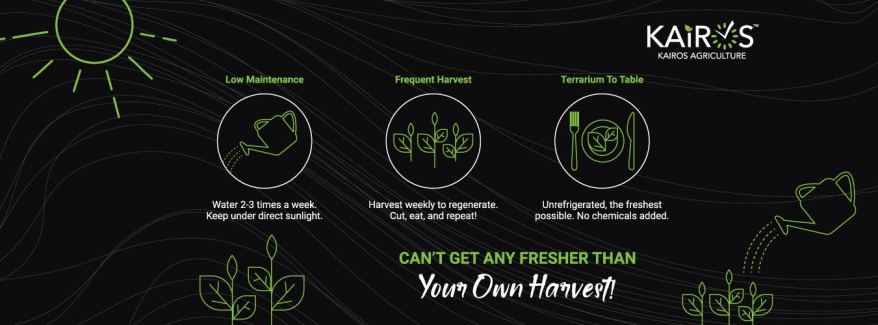 KAiROS™
KAIROS AGRICULTURE
Low Maintenance
Water 2-3 times a week.
Keep under direct sunlight.
Frequent Harvest
Harvest weekly to regenerate.
Cut, eat, and repeat!
Terrarium To Table
Unrefrigerated, the freshest
possible. No chemicals added.
CAN'T GET ANY FRESHER THAN
Your Own Harvest!